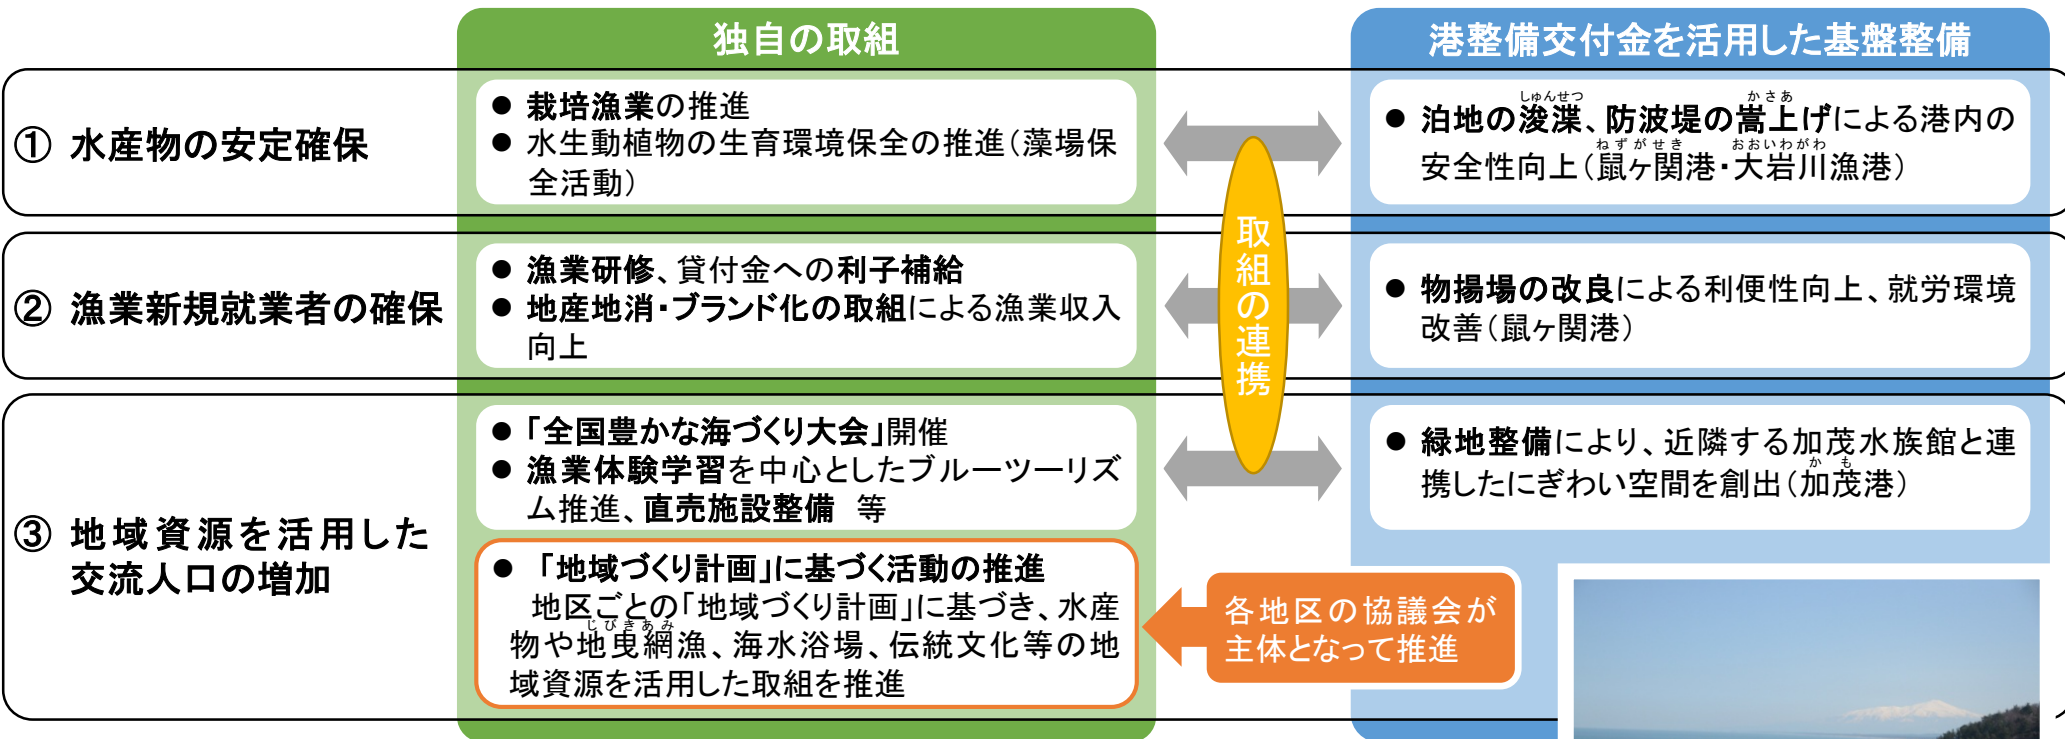 独自の取組
港整備交付金を活用した基盤整備
① 水産物の安定確保
● 栽培漁業の推進
● 水生動植物の生育環境保全の推進(藻場保
全活動)
しゅんせつ かさあ
● 泊地の浚渫、防波堤の嵩上げによる港内の
ねずがせき おおいわがわ
安全性向上(鼠ヶ関港・大岩川漁港)
取組の連携
② 漁業新規就業者の確保
● 漁業研修、貸付金への利子補給
● 地産地消・ブランド化の取組による漁業収入
向上
● 物揚場の改良による利便性向上、就労環境
改善(鼠ヶ関港)
③ 地域資源を活用した
交流人口の増加
● 「全国豊かな海づくり大会」開催
● 漁業体験学習を中心としたブルーツーリズ
ム推進、直売施設整備 等
● 緑地整備により、近隣する加茂水族館と連
かも
携したにぎわい空間を創出(加茂港)
● 「地域づくり計画」に基づく活動の推進
地区ごとの「地域づくり計画」に基づき、水産
じびきあみ
物や地曳網漁、海水浴場、伝統文化等の地
域資源を活用した取組を推進
各地区の協議会が
主体となって推進